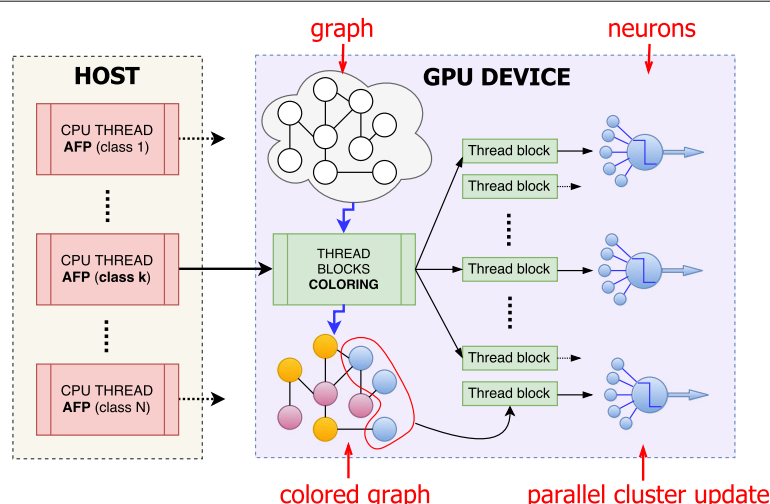 graph
neurons
HOST
GPU DEVICE
CPU THREAD
AFP (class 1)
CPU THREAD
AFP (class k)
CPU THREAD
AFP (class N)
THREAD
BLOCKS
COLORING
Thread block
Thread block
Thread block
Thread block
Thread block
colored graph
parallel cluster update